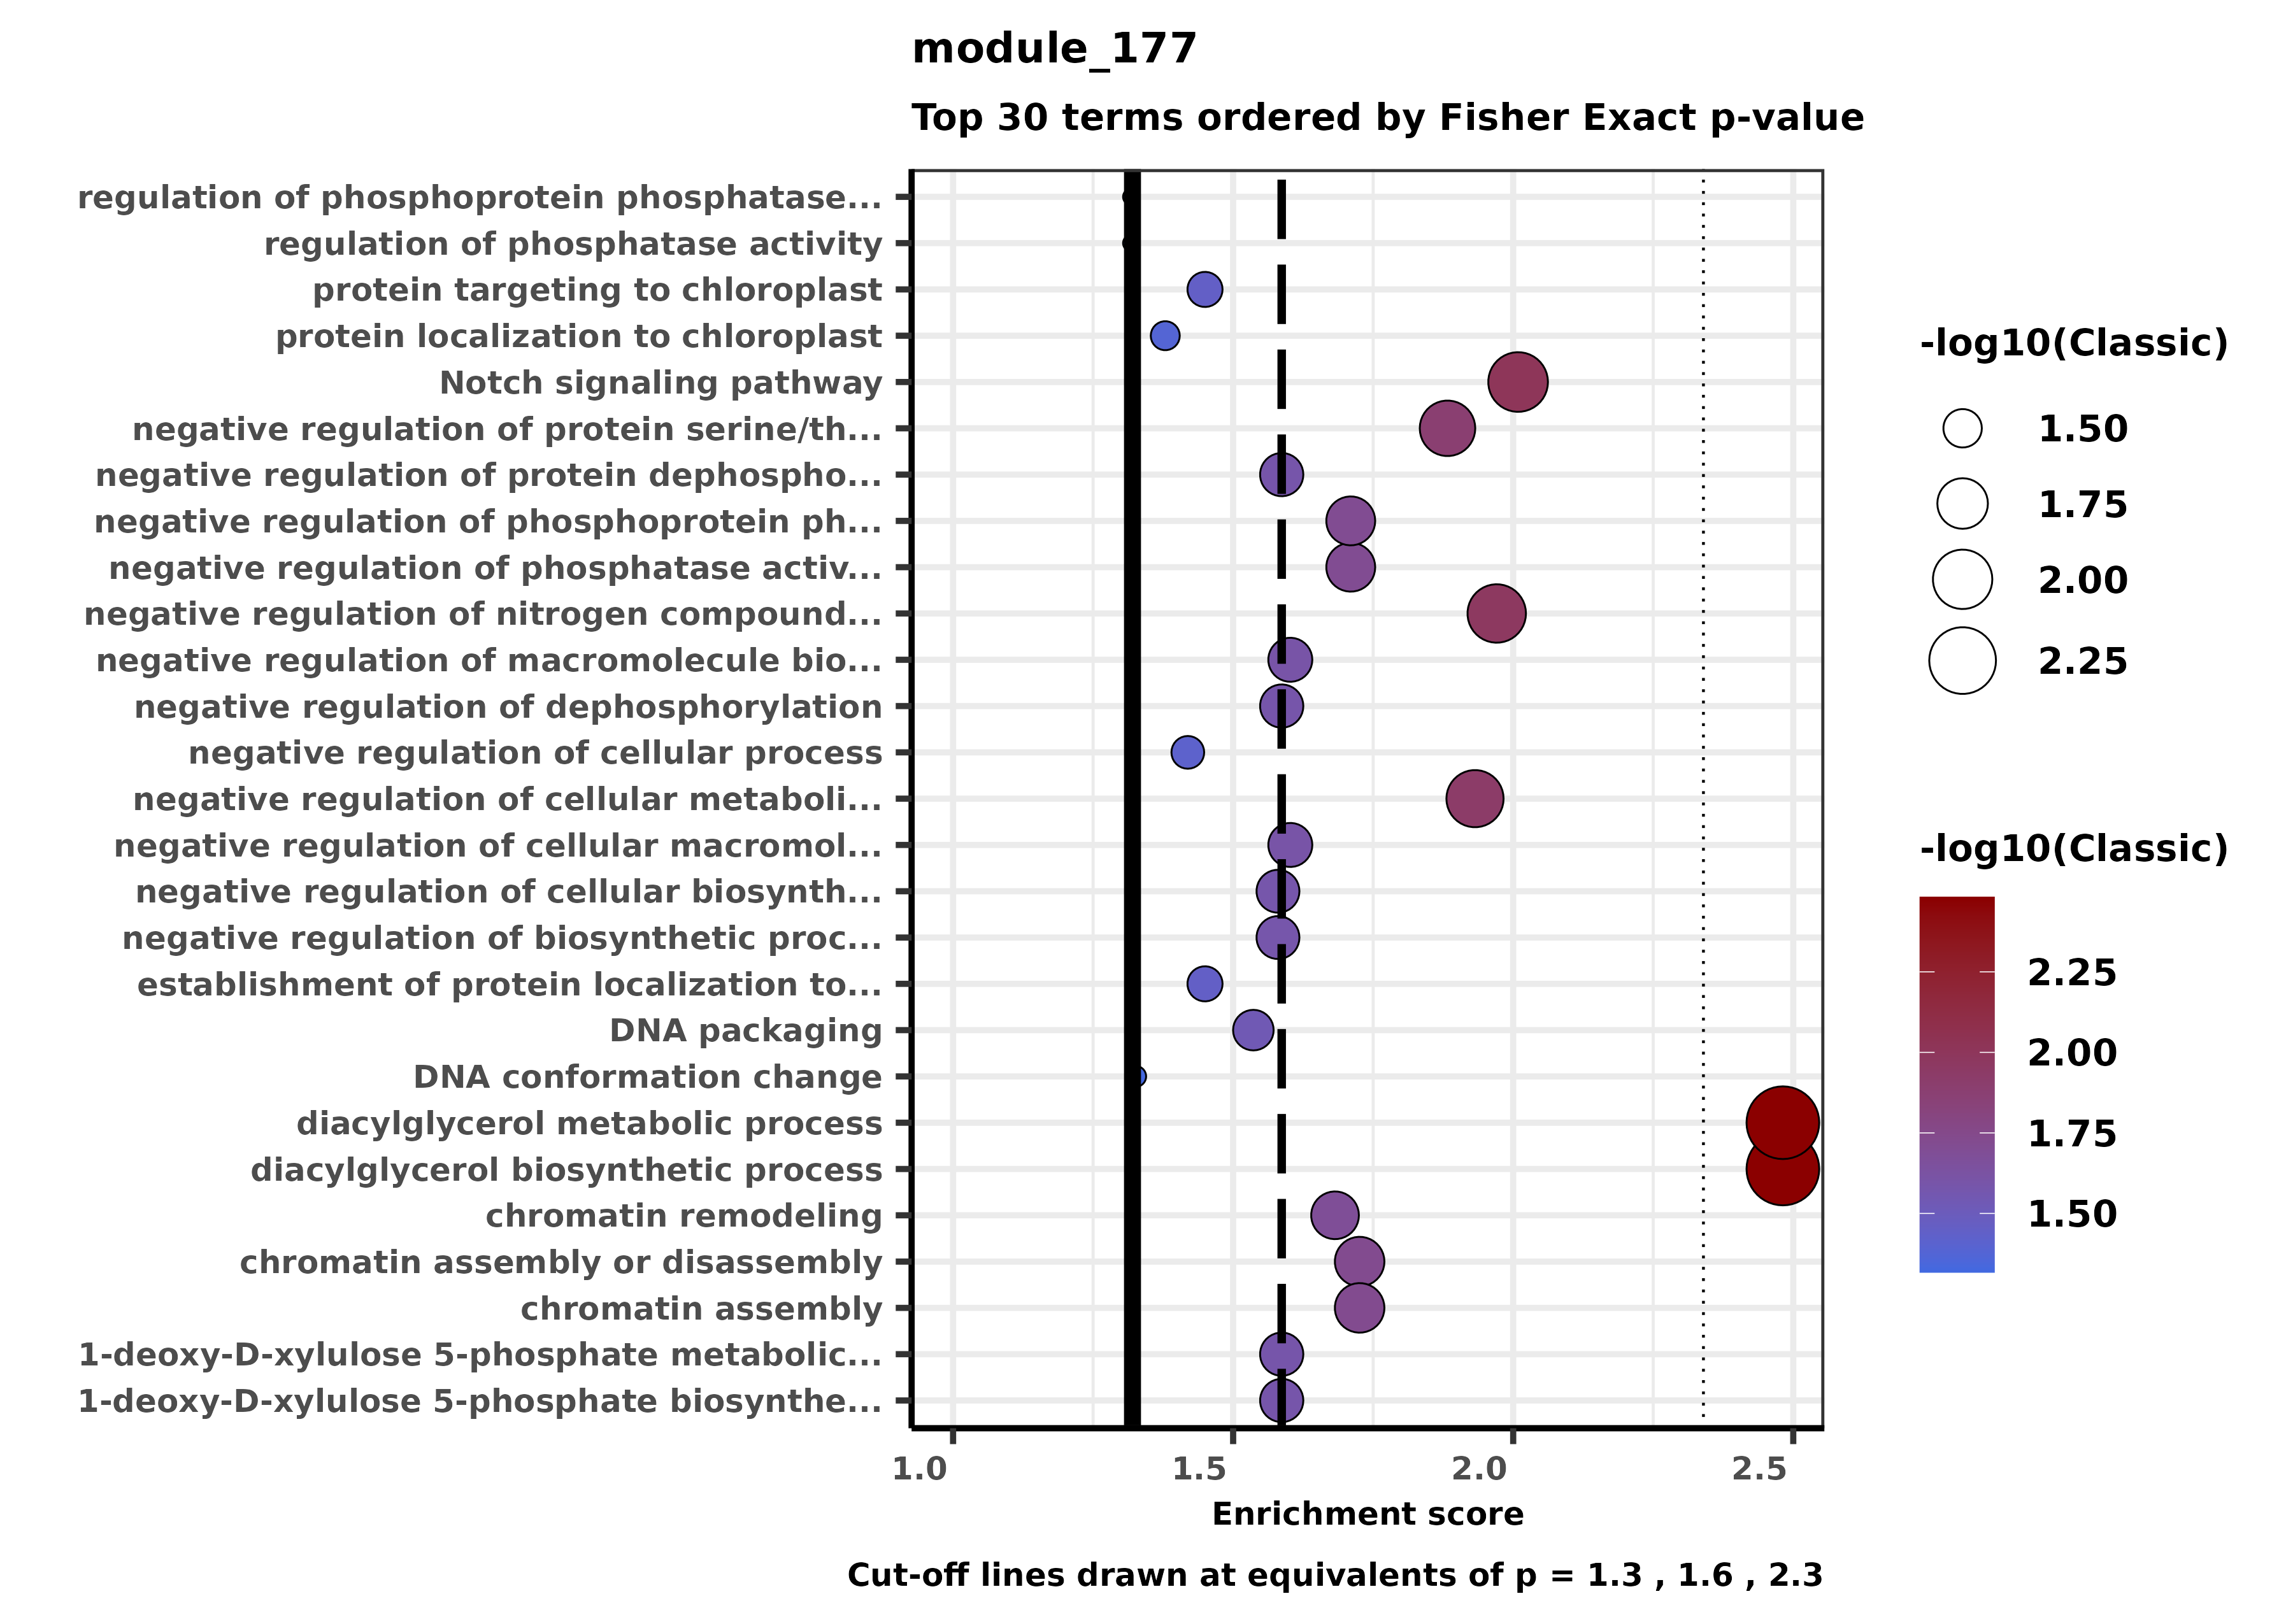 module_177
Top 30 terms ordered by Fisher Exact p-value
regulation of phosphoprotein phosphatase...
regulation of phosphatase activity
protein targeting to chloroplast
protein localization to chloroplast
Notch signaling pathway
negative regulation of protein serine/th...
negative regulation of protein dephospho...
negative regulation of phosphoprotein ph...
negative regulation of phosphatase activ...
negative regulation of nitrogen compound...
negative regulation of macromolecule bio...
negative regulation of dephosphorylation
negative regulation of cellular process
negative regulation of cellular metaboli...
negative regulation of cellular macromol...
negative regulation of cellular biosynth...
negative regulation of biosynthetic proc...
establishment of protein localization to...
DNA packaging
DNA conformation change
diacylglycerol metabolic process
diacylglycerol biosynthetic process
chromatin remodeling
chromatin assembly or disassembly
chromatin assembly
1-deoxy-D-xylulose 5-phosphate metabolic...
1-deoxy-D-xylulose 5-phosphate biosynthe...
1.0 1.5 2.0 2.5
Enrichment score
Cut-off lines drawn at equivalents of p = 1.3 , 1.6 , 2.3
-log10(Classic)
1.50
1.75
2.00
2.25
-log10(Classic)
2.25
2.00
1.75
1.50